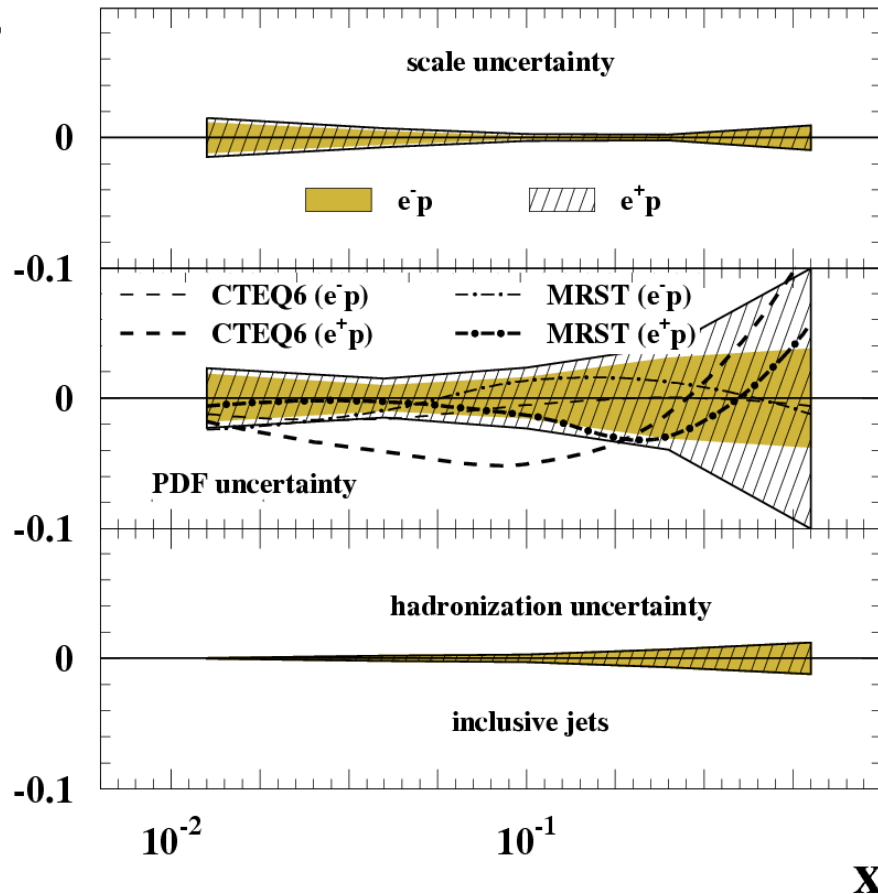 scale uncertainty
0
e⁻p e⁺p
-0.1
CTEQ6 (e⁻p) MRST (e⁻p)
CTEQ6 (e⁺p) MRST (e⁺p)
0
PDF uncertainty
-0.1
hadronization uncertainty
0
inclusive jets
-0.1
10⁻² 10⁻¹
x